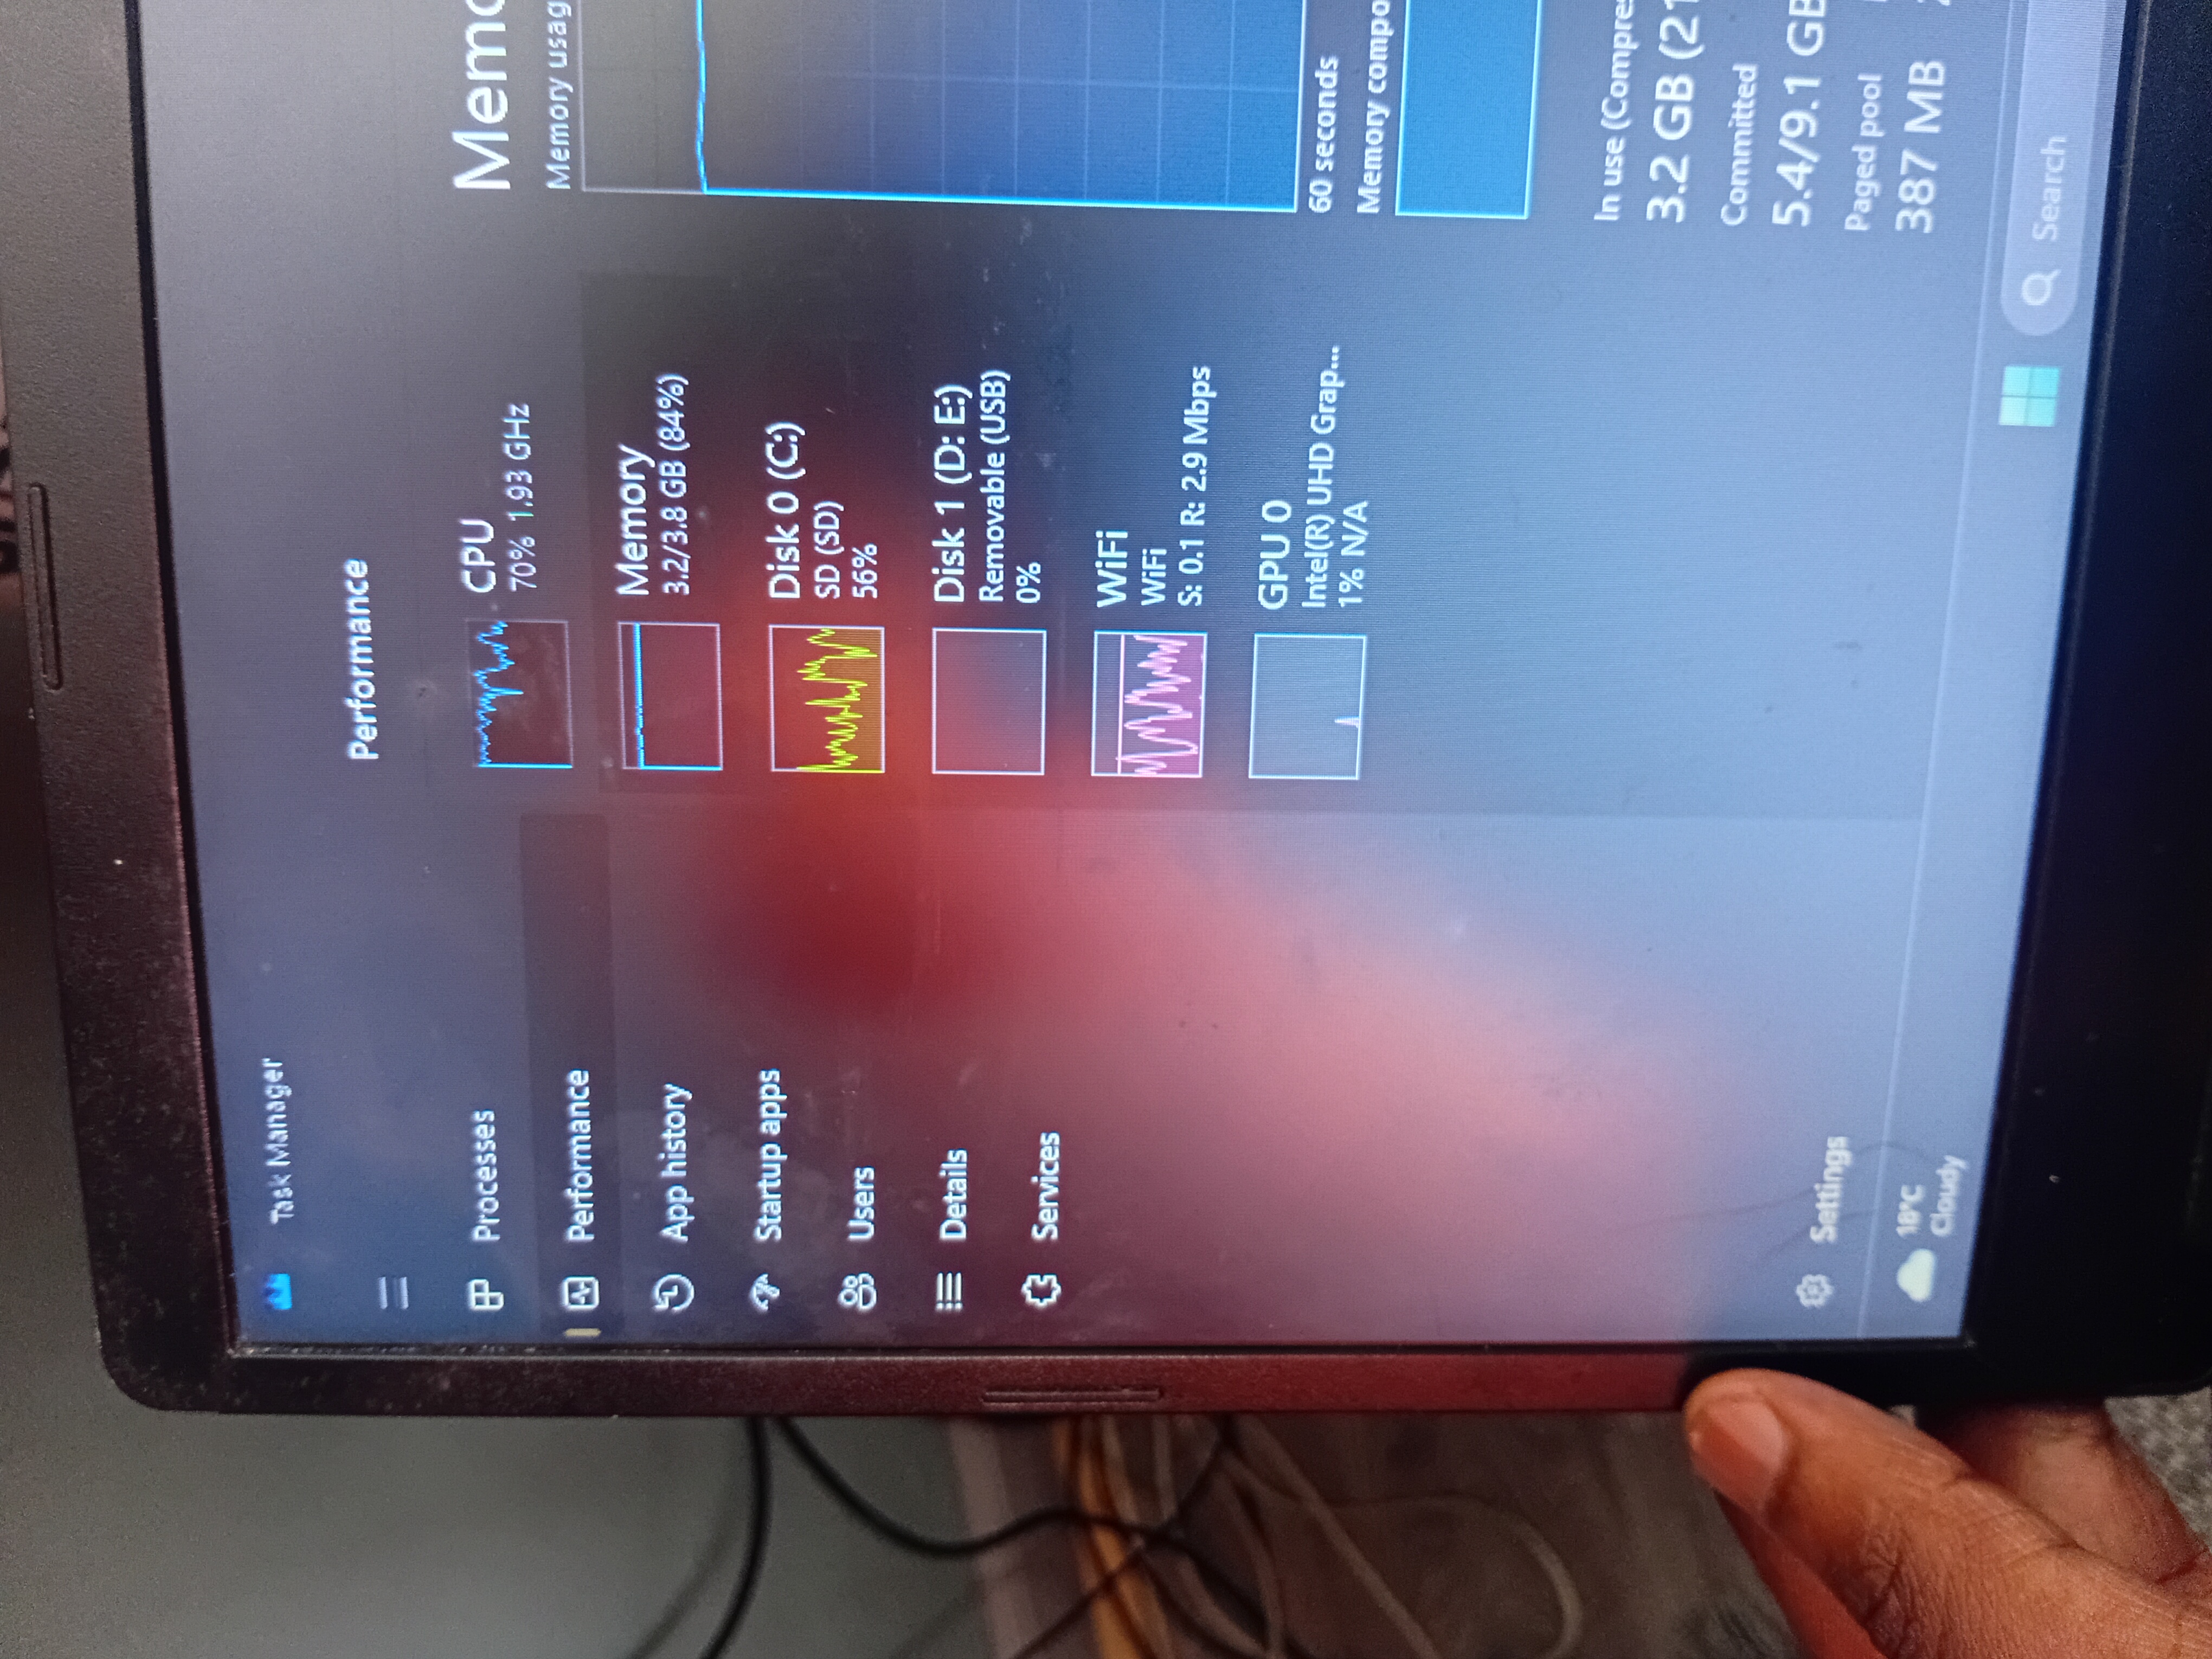 Task Manager
Performance
Processes
Performance
App history
Startup apps
Users
Details
Services
Settings
CPU
70% 1.93 GHz
Memory
3.2/3.8 GB (84%)
Disk 0 (C:)
SD (SD)
56%
Disk 1 (D: E:)
Removable (USB)
0%
WiFi
WiFi
S: 0.1 R: 2.9 Mbps
GPU 0
Intel(R) UHD Grap...
1% N/A
Memo
Memory usag
60 seconds
Memory compo
In use (Compres
3.2 GB (21
Committed
5.4/9.1 GB
Paged pool
387 MB
18°C
Cloudy
Search